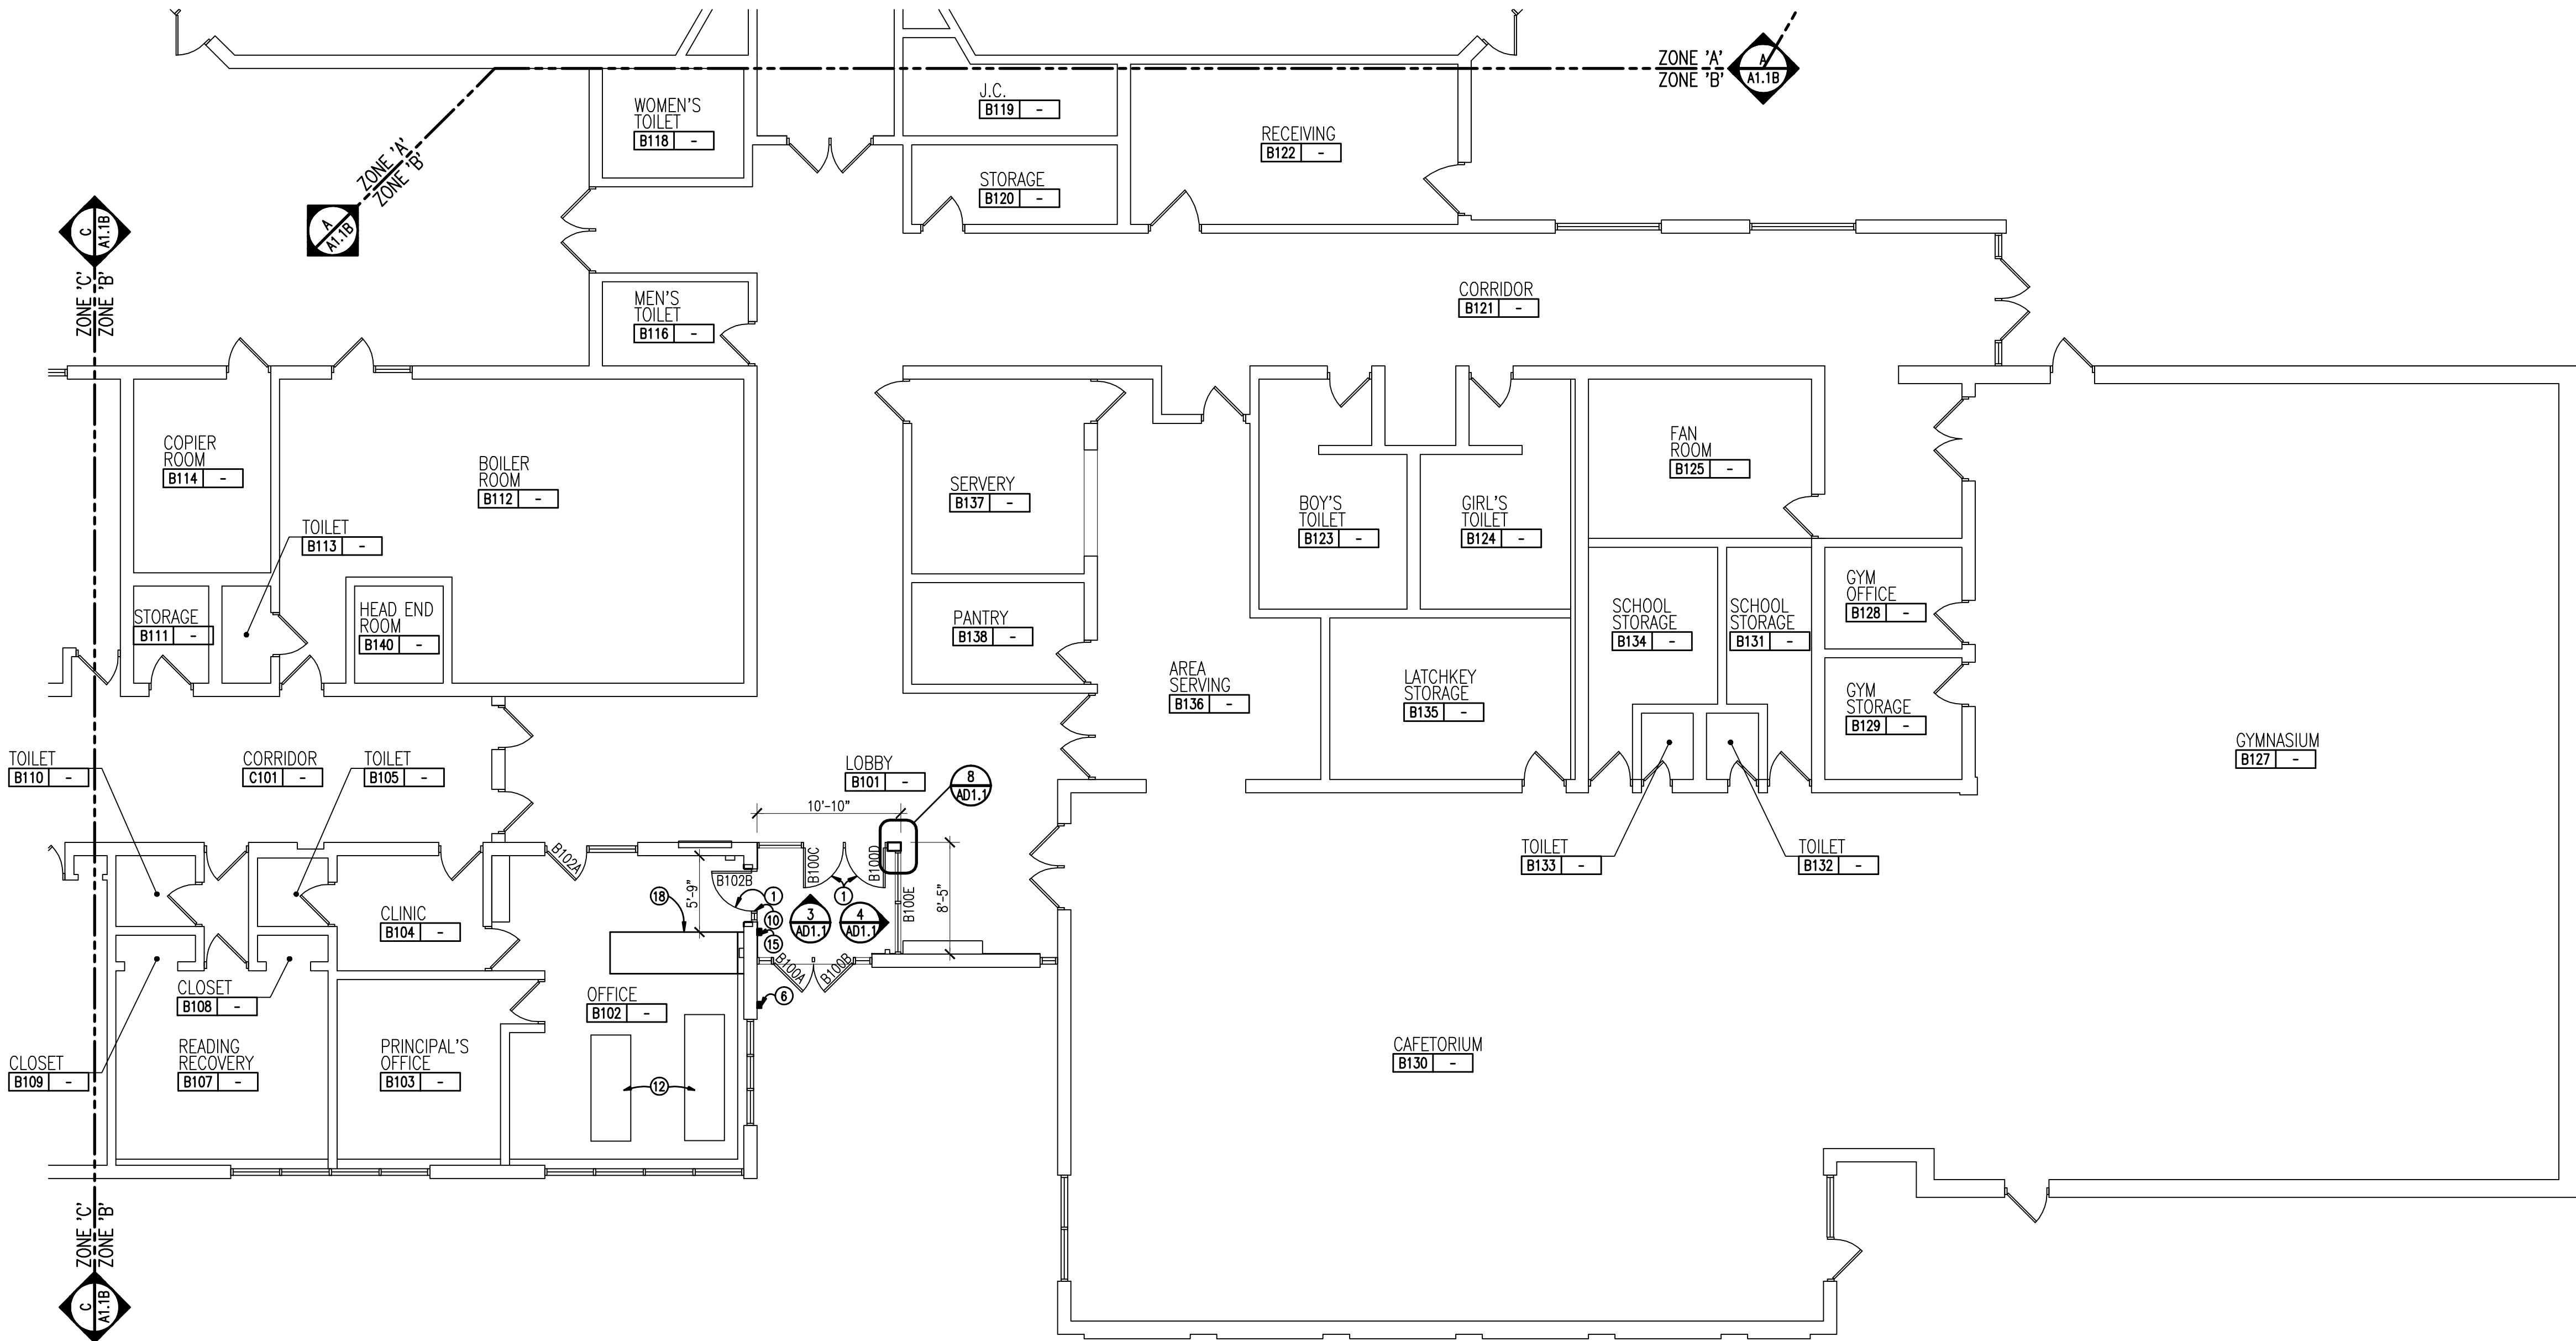 ZONE 'A'
ZONE 'B'
A
A1.1B
WOMEN'S
TOILET
B118 -
J.C.
B119 -
RECEIVING
B122 -
STORAGE
B120 -
ZONE 'A'
ZONE 'B'
A
A1.1B
C
A1.1B
ZONE 'C'
ZONE 'B'
MEN'S
TOILET
B116 -
CORRIDOR
B121 -
COPIER
ROOM
B114 -
BOILER
ROOM
B112 -
SERVERY
B137 -
BOY'S
TOILET
B123 -
GIRL'S
TOILET
B124 -
FAN
ROOM
B125 -
TOILET
B113 -
STORAGE
B111 -
HEAD END
ROOM
B140 -
PANTRY
B138 -
AREA
SERVING
B136 -
LATCHKEY
STORAGE
B135 -
SCHOOL
STORAGE
B134 -
SCHOOL
STORAGE
B131 -
GYM
OFFICE
B128 -
GYM
STORAGE
B129 -
GYMNASIUM
B127 -
TOILET
B110 -
CORRIDOR
C101 -
TOILET
B105 -
LOBBY
B101 -
8
AD1.1
10'-10"
TOILET
B133 -
TOILET
B132 -
B102A
B102B
B100C
B100D
B100E
5'-9"
8'-5"
18
1
1
10
15
3
AD1.1
4
AD1.1
B100A
B100B
6
CLINIC
B104 -
CLOSET
B108 -
OFFICE
B102 -
READING
RECOVERY
B107 -
PRINCIPAL'S
OFFICE
B103 -
CLOSET
B109 -
12
CAFETORIUM
B130 -
ZONE 'C'
ZONE 'B'
C
A1.1B